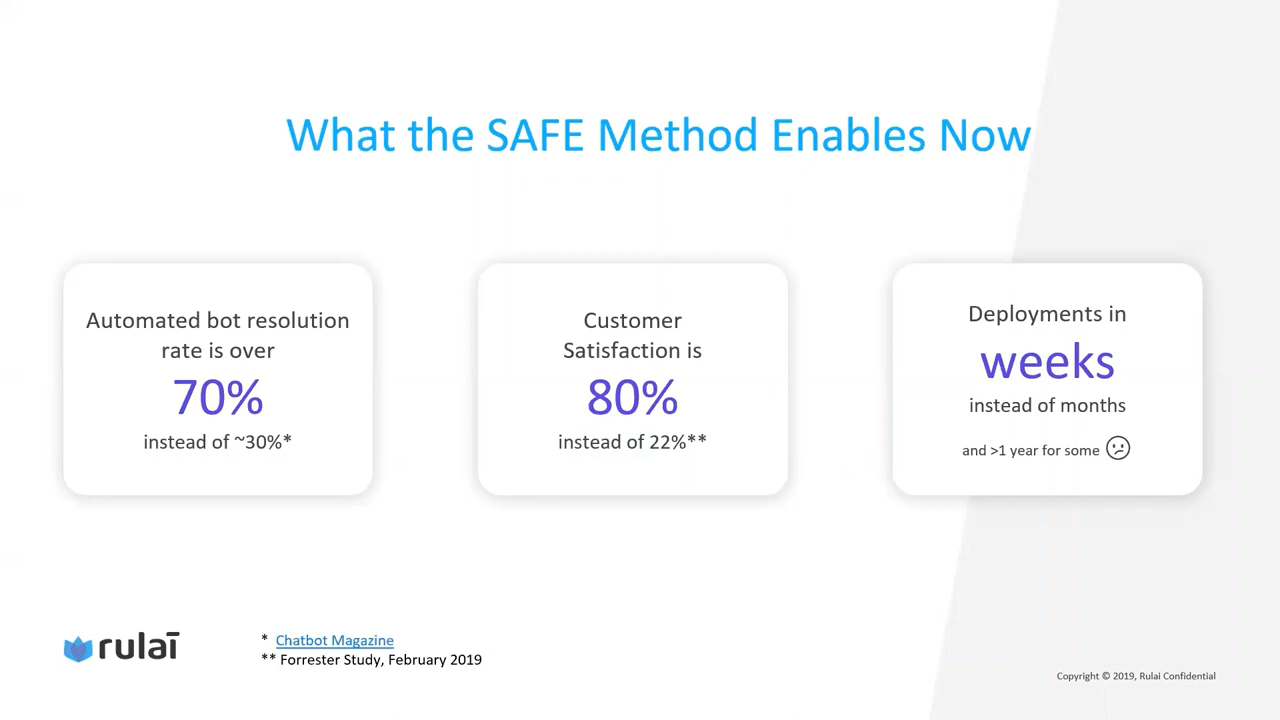 What the SAFE Method Enables Now
Automated bot resolution
rate is over
70%
instead of ~30%*
Customer
Satisfaction is
80%
instead of 22%**
Deployments in
weeks
instead of months
and >1 year for some
rulaī
* Chatbot Magazine
** Forrester Study, February 2019
Copyright © 2019, Rulai Confidential